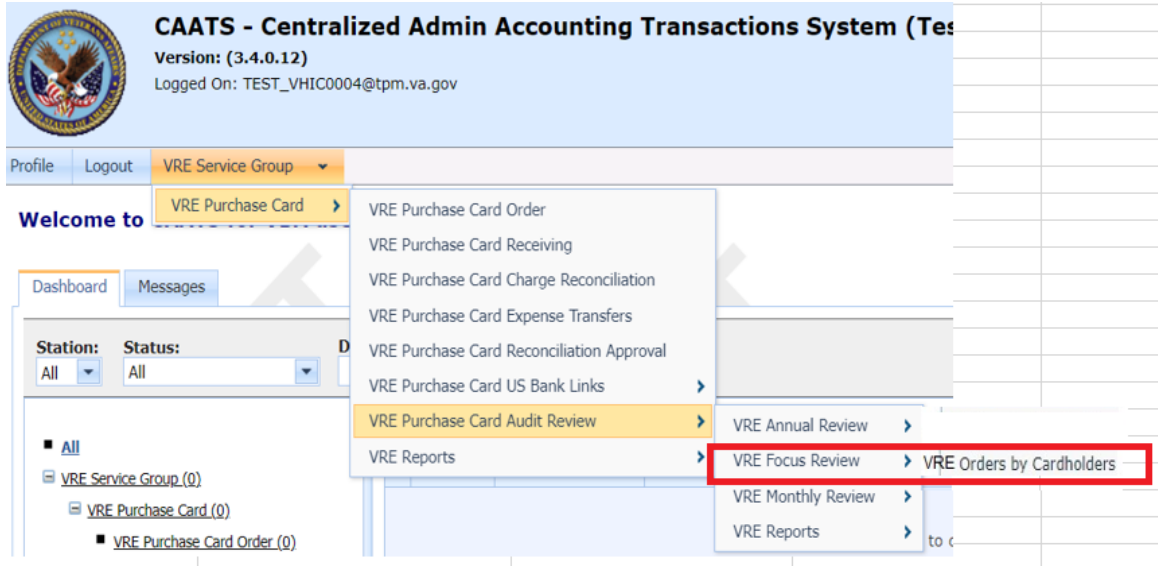 CAATS - Centralized Admin Accounting Transactions System (Tes
Version: (3.4.0.12)
Logged On: TEST_VHIC0004@tpm.va.gov
Profile Logout VRE Service Group
VRE Purchase Card
Welcome to
VRE Purchase Card Order
VRE Purchase Card Receiving
VRE Purchase Card Charge Reconciliation
VRE Purchase Card Expense Transfers
VRE Purchase Card Reconciliation Approval
VRE Purchase Card US Bank Links
VRE Purchase Card Audit Review
VRE Reports
VRE Annual Review
VRE Focus Review
VRE Orders by Cardholders
VRE Monthly Review
VRE Reports
Dashboard Messages
Station: Status: D
All All
All
VRE Service Group (0)
VRE Purchase Card (0)
VRE Purchase Card Order (0)
to